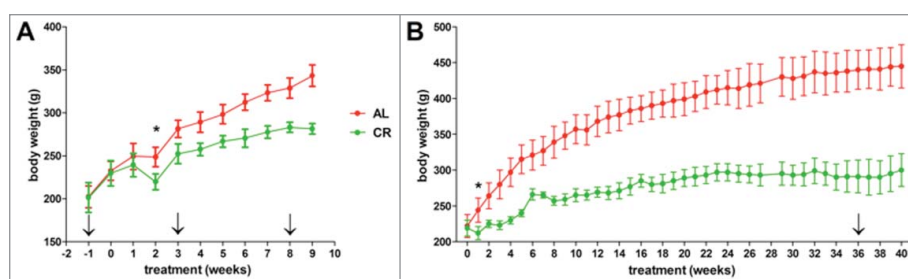 A
400
350
300
250
200
150
body weight (g)
*
-2 -1 0 1 2 3 4 5 6 7 8 9 10
treatment (weeks)
AL
CR
B
500
450
400
350
300
250
200
body weight (g)
*
0 2 4 6 8 10 12 14 16 18 20 22 24 26 28 30 32 34 36 38 40
treatment (weeks)